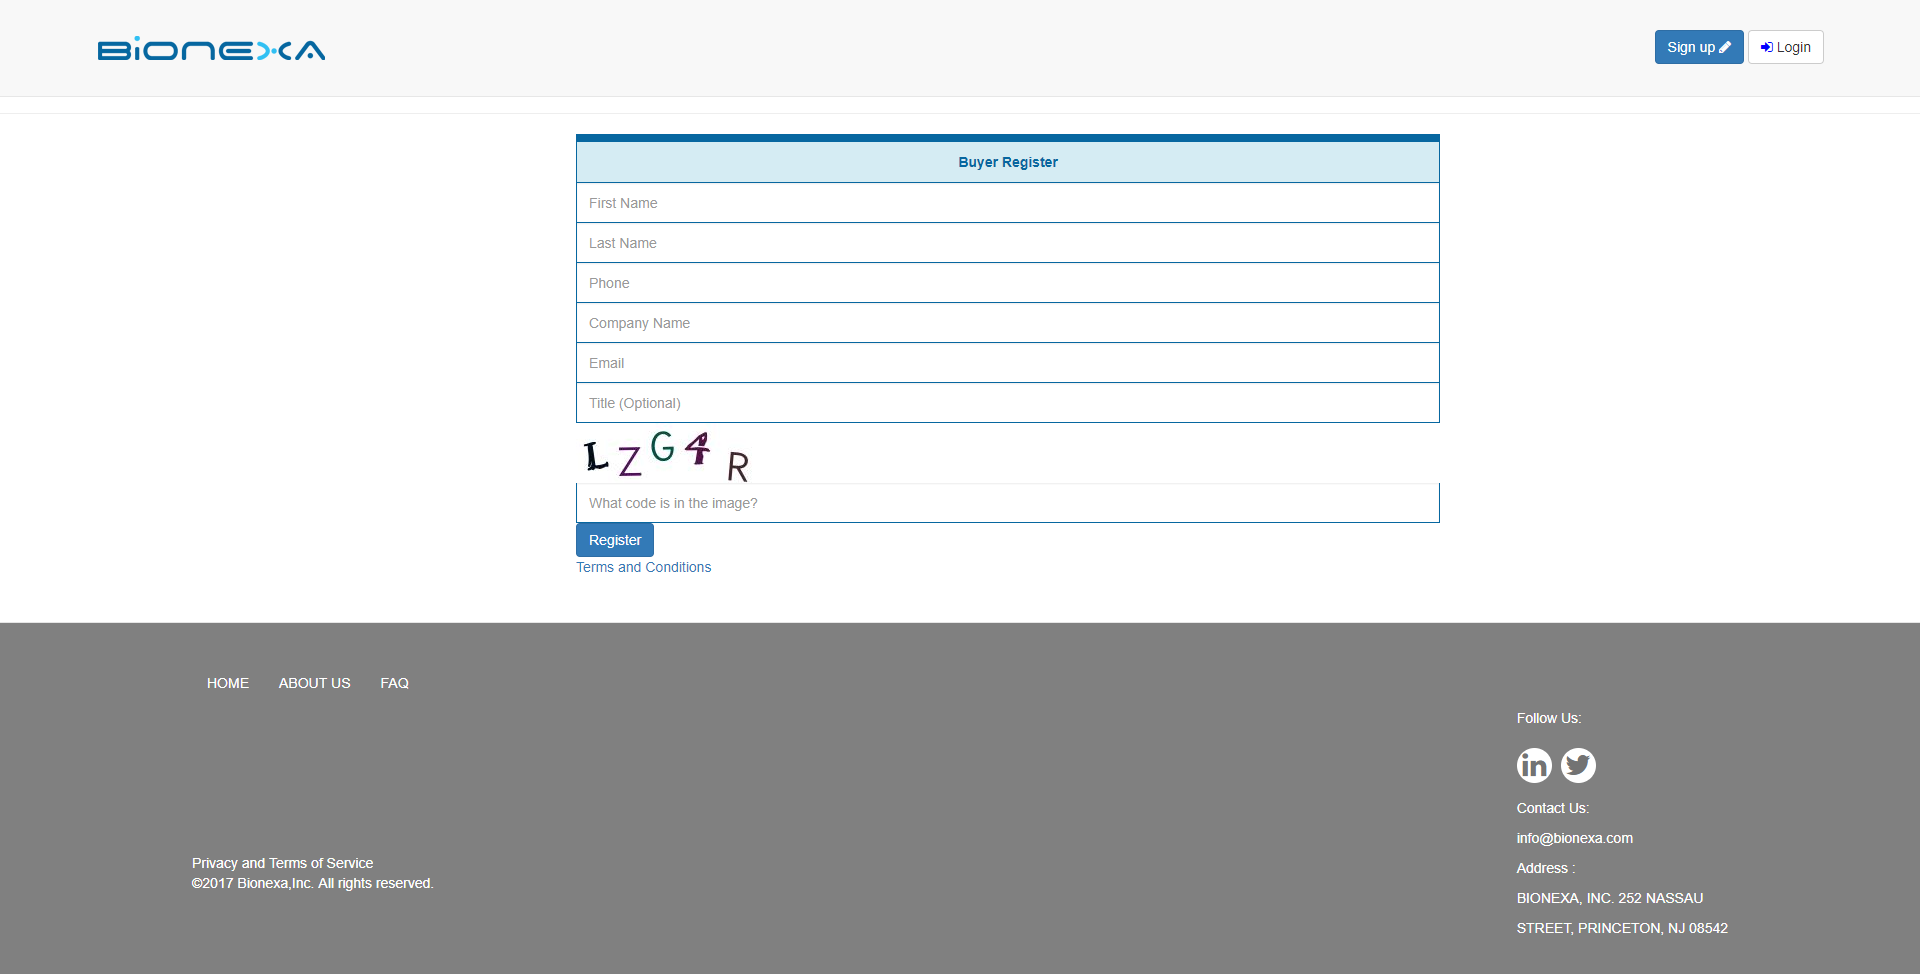 BIONEXA
Sign up
Login
Buyer Register
First Name
Last Name
Phone
Company Name
Email
Title (Optional)
LZG4R
What code is in the image?
Register
Terms and Conditions
HOME ABOUT US FAQ
Follow Us:
Contact Us:
info@bionexa.com
Address :
BIONEXA, INC. 252 NASSAU
STREET, PRINCETON, NJ 08542
Privacy and Terms of Service
©2017 Bionexa,Inc. All rights reserved.